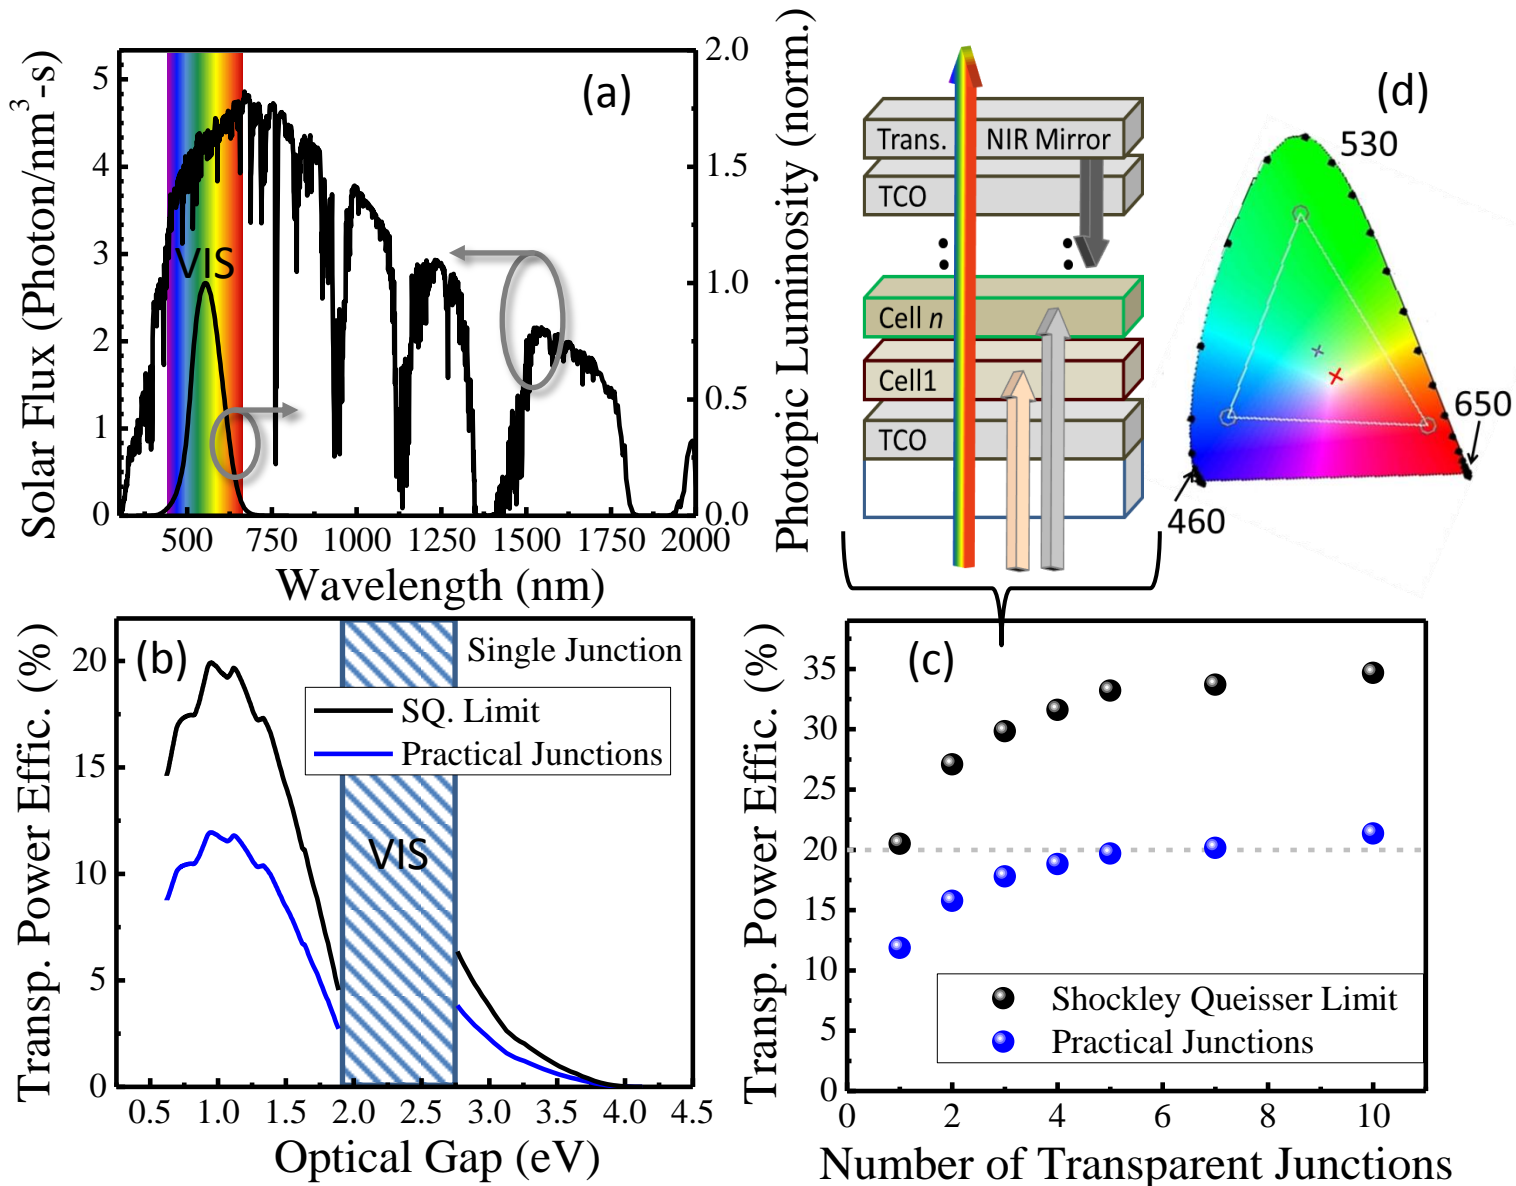 (a)
Solar Flux (Photon/nm³-s)
5
4
3
2
1
0
VIS
2.0
1.5
1.0
0.5
0.0
Photopic Luminosity (norm.)
500 750 1000 1250 1500 1750 2000
Wavelength (nm)
Trans. NIR Mirror
TCO
Cell n
Cell1
TCO
(d)
530
650
460
(b)
Transp. Power Effic. (%)
20
15
10
5
0
Single Junction
SQ. Limit
Practical Junctions
VIS
0.5 1.0 1.5 2.0 2.5 3.0 3.5 4.0 4.5
Optical Gap (eV)
(c)
Transp. Power Effic. (%)
35
30
25
20
15
10
5
0
Shockley Queisser Limit
Practical Junctions
0 2 4 6 8 10
Number of Transparent Junctions